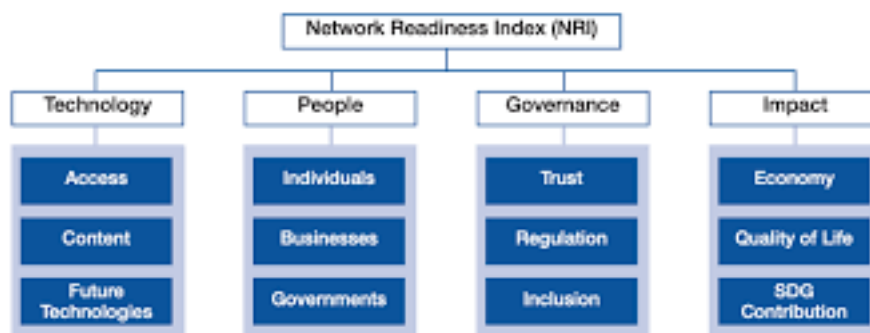 Network Readiness Index (NRI)
Technology
People
Governance
Impact
Access
Individuals
Trust
Economy
Content
Businesses
Regulation
Quality of Life
Future
Technologies
Governments
Inclusion
SDG
Contribution